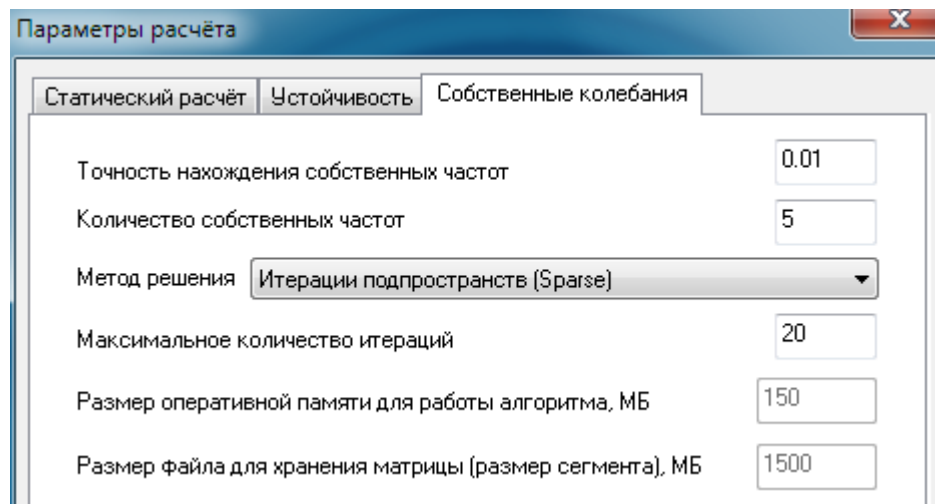 Параметры расчёта
Статический расчёт Устойчивость Собственные колебания
Точность нахождения собственных частот 0.01
Количество собственных частот 5
Метод решения Итерации подпространств (Sparse)
Максимальное количество итераций 20
Размер оперативной памяти для работы алгоритма, МБ 150
Размер файла для хранения матрицы (размер сегмента), МБ 1500